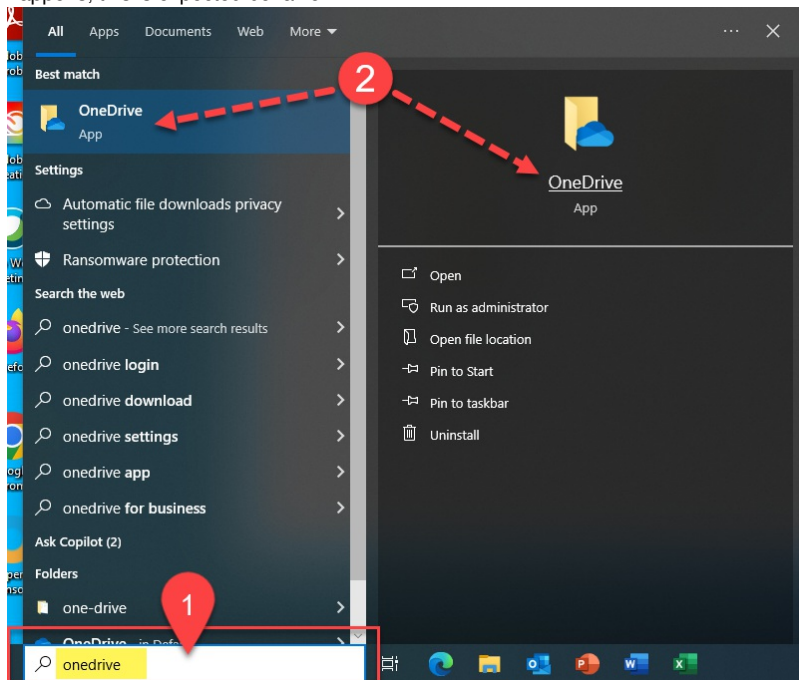 All Apps Documents Web More
Best match
OneDrive
App
Settings
Automatic file downloads privacy
settings
Ransomware protection
Search the web
onedrive - See more search results
onedrive login
onedrive download
onedrive settings
onedrive app
onedrive for business
Ask Copilot (2)
Folders
one-drive
OneDrive - in
onedrive
1
2
OneDrive
App
Open
Run as administrator
Open file location
Pin to Start
Pin to taskbar
Uninstall